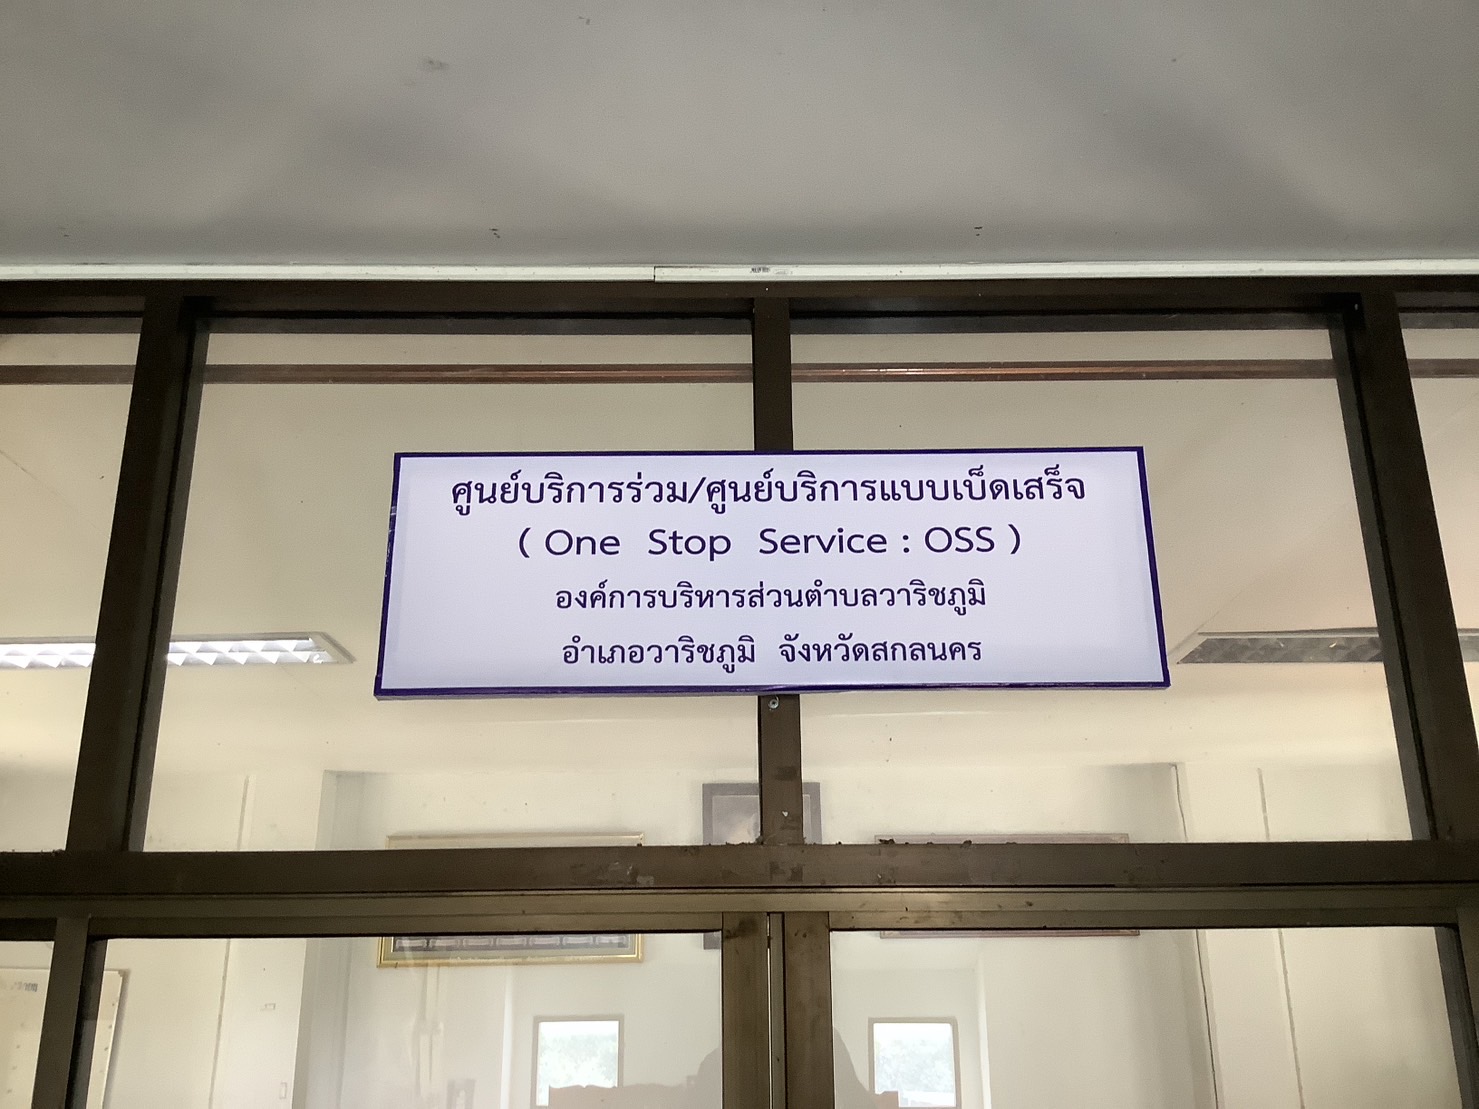 ศูนย์บริการร่วม/ศูนย์บริการแบบเบ็ดเสร็จ
( One Stop Service : OSS )
องค์การบริหารส่วนตำบลวาริชภูมิ
อำเภอวาริชภูมิ จังหวัดสกลนคร